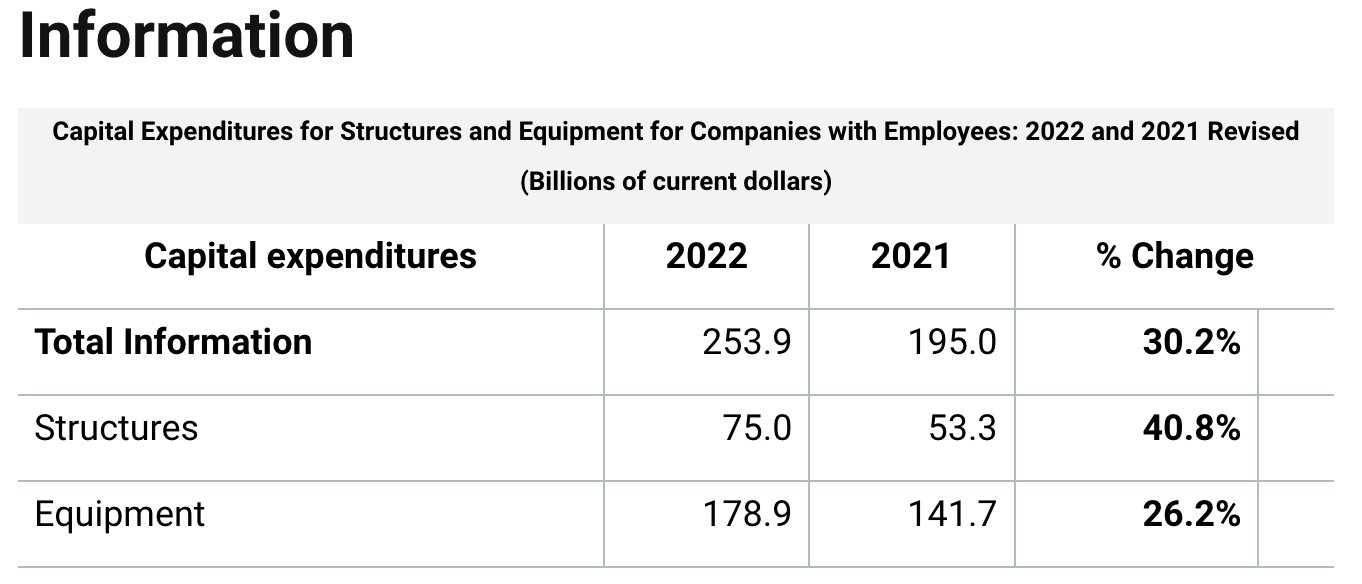 Information
Capital Expenditures for Structures and Equipment for Companies with Employees: 2022 and 2021 Revised
(Billions of current dollars)
Capital expenditures 2022 2021 % Change
Total Information 253.9 195.0 30.2%
Structures 75.0 53.3 40.8%
Equipment 178.9 141.7 26.2%